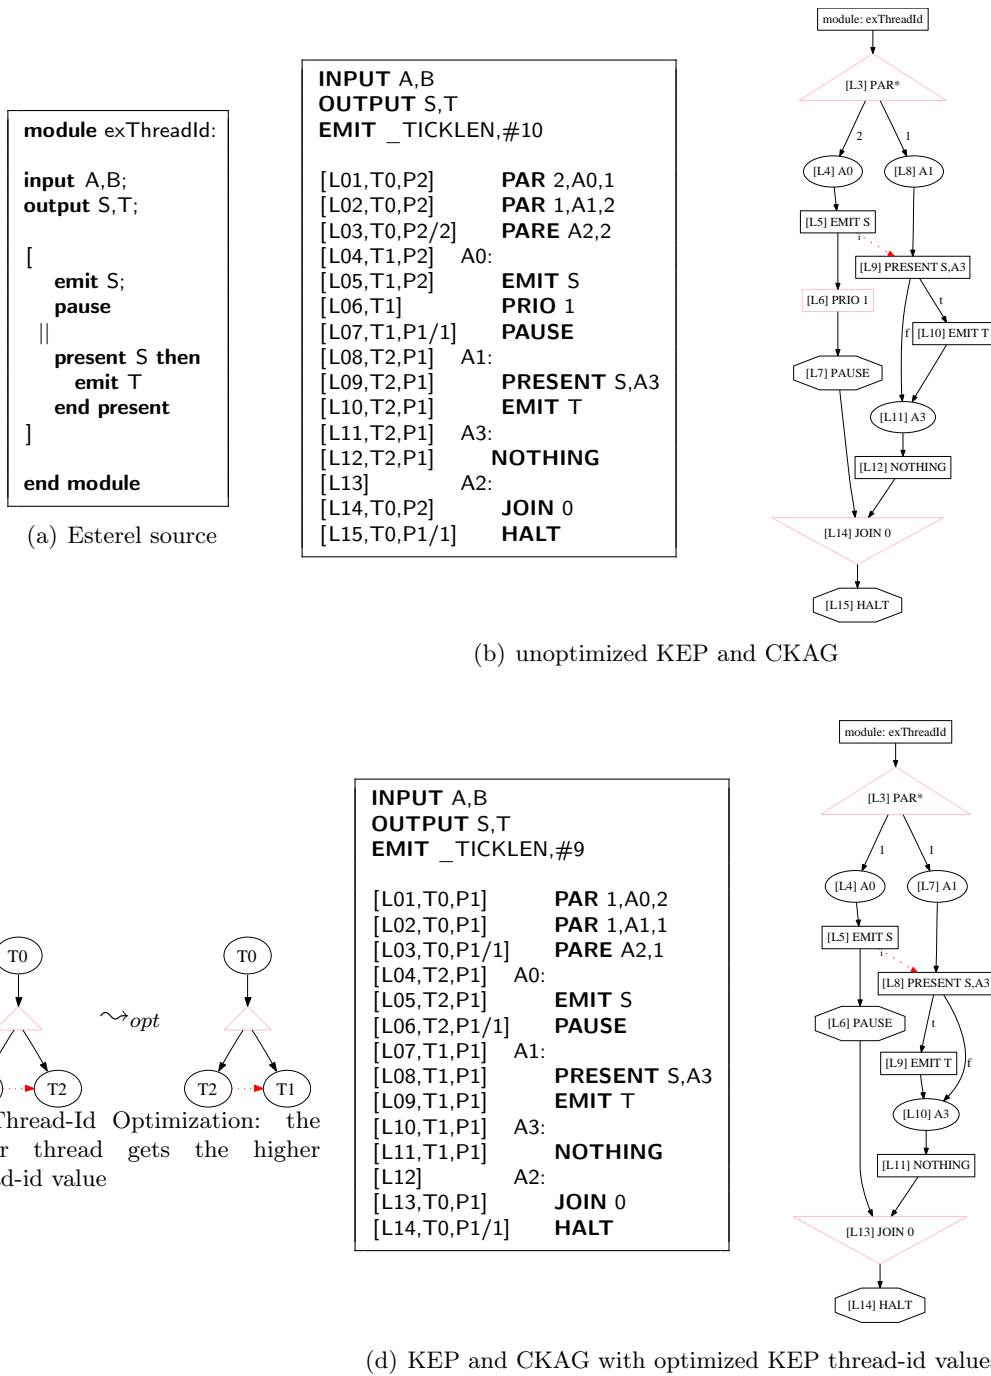 module exThreadId:
input A,B;
output S,T;
[
emit S;
pause
||
present S then
emit T
end present
]
end module
(a) Esterel source
INPUT A,B
OUTPUT S,T
EMIT _TICKLEN,#10
[L01,T0,P2] PAR 2,A0,1
[L02,T0,P2] PAR 1,A1,2
[L03,T0,P2/2] PARE A2,2
[L04,T1,P2] A0:
[L05,T1,P2] EMIT S
[L06,T1] PRIO 1
[L07,T1,P1/1] PAUSE
[L08,T2,P1] A1:
[L09,T2,P1] PRESENT S,A3
[L10,T2,P1] EMIT T
[L11,T2,P1] A3:
[L12,T2,P1] NOTHING
[L13] A2:
[L14,T0,P2] JOIN 0
[L15,T0,P1/1] HALT
module: exThreadId
[L3] PAR*
2 1
[L4] A0 [L8] A1
[L5] EMIT S
i
[L9] PRESENT S,A3
[L6] PRIO 1
t
f
[L10] EMIT T
[L7] PAUSE
[L11] A3
[L12] NOTHING
[L14] JOIN 0
[L15] HALT
(b) unoptimized KEP and CKAG
T0 T0
⤳opt
T2 T2 T1
Thread-Id Optimization: the
r thread gets the higher
d-id value
INPUT A,B
OUTPUT S,T
EMIT _TICKLEN,#9
[L01,T0,P1] PAR 1,A0,2
[L02,T0,P1] PAR 1,A1,1
[L03,T0,P1/1] PARE A2,1
[L04,T2,P1] A0:
[L05,T2,P1] EMIT S
[L06,T2,P1/1] PAUSE
[L07,T1,P1] A1:
[L08,T1,P1] PRESENT S,A3
[L09,T1,P1] EMIT T
[L10,T1,P1] A3:
[L11,T1,P1] NOTHING
[L12] A2:
[L13,T0,P1] JOIN 0
[L14,T0,P1/1] HALT
module: exThreadId
[L3] PAR*
1 1
[L4] A0 [L7] A1
[L5] EMIT S
i
[L8] PRESENT S,A3
[L6] PAUSE
t
[L9] EMIT T
f
[L10] A3
[L11] NOTHING
[L13] JOIN 0
[L14] HALT
(d) KEP and CKAG with optimized KEP thread-id value